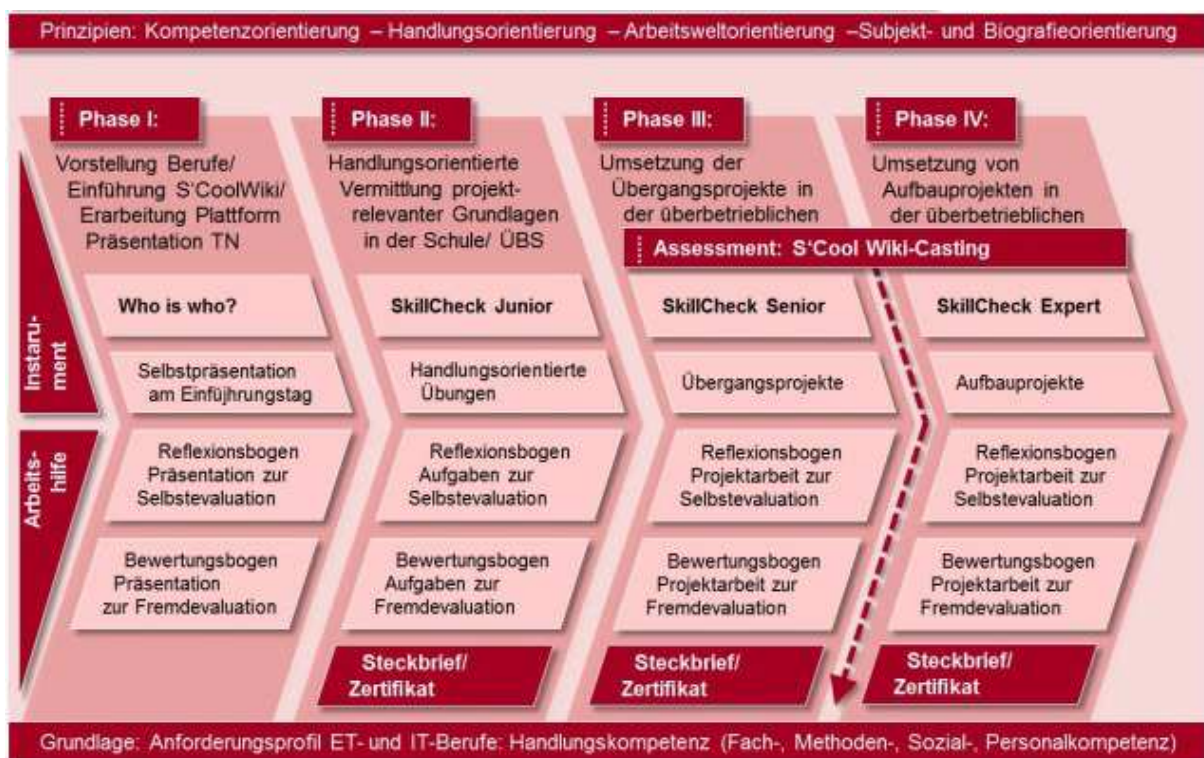 Prinzipien: Kompetenzorientierung – Handlungsorientierung – Arbeitsweltorientierung –Subjekt- und Biografieorientierung
Phase I:
Vorstellung Berufe/
Einführung S'CoolWiki/
Erarbeitung Plattform
Präsentation TN
Phase II:
Handlungsorientierte
Vermittlung projekt-
relevanter Grundlagen
in der Schule/ ÜBS
Phase III:
Umsetzung der
Übergangsprojekte in
der überbetrieblichen
Phase IV:
Umsetzung von
Aufbauprojekten in
der überbetrieblichen
Assessment: S'Cool Wiki-Casting
Instaru-
ment
Who is who?
SkillCheck Junior
SkillCheck Senior
SkillCheck Expert
Selbstpräsentation
am Einfüjhrungstag
Handlungsorientierte
Übungen
Übergangsprojekte
Aufbauprojekte
Arbeits-
hilfe
Reflexionsbogen
Präsentation zur
Selbstevaluation
Reflexionsbogen
Aufgaben zur
Selbstevaluation
Reflexionsbogen
Projektarbeit zur
Selbstevaluation
Reflexionsbogen
Projektarbeit zur
Selbstevaluation
Bewertungsbogen
Präsentation
zur Fremdevaluation
Bewertungsbogen
Aufgaben zur
Fremdevaluation
Bewertungsbogen
Projektarbeit zur
Fremdevaluation
Bewertungsbogen
Projektarbeit zur
Fremdevaluation
Steckbrief/
Zertifikat
Steckbrief/
Zertifikat
Steckbrief/
Zertifikat
Grundlage: Anforderungsprofil ET- und IT-Berufe: Handlungskompetenz (Fach-, Methoden-, Sozial-, Personalkompetenz)